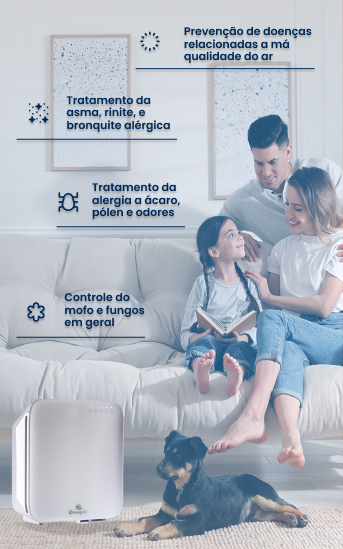 Prevenção de doenças
relacionadas a má
qualidade do ar
Tratamento da
asma, rinite, e
bronquite alérgica
Tratamento da
alergia a ácaro,
pólen e odores
Controle do
mofo e fungos
em geral